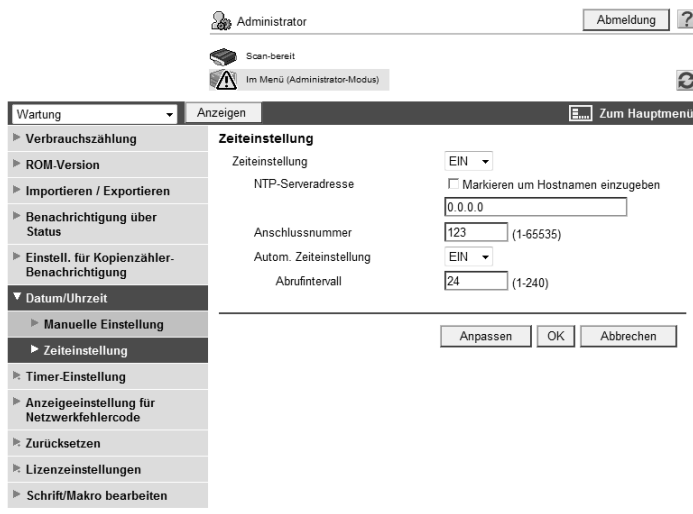 Administrator
Abmeldung
?
Scan-bereit
Im Menü (Administrator-Modus)
Wartung
Anzeigen
Zum Hauptmenü
Verbrauchszählung
ROM-Version
Importieren / Exportieren
Benachrichtigung über
Status
Einstell. für Kopienzähler-
Benachrichtigung
Datum/Uhrzeit
Manuelle Einstellung
Zeiteinstellung
Timer-Einstellung
Anzeigeeinstellung für
Netzwerkfehlercode
Zurücksetzen
Lizenzeinstellungen
Schrift/Makro bearbeiten
Zeiteinstellung
Zeiteinstellung EIN
NTP-Serveradresse Markieren um Hostnamen einzugeben
0.0.0.0
Anschlussnummer 123 (1-65535)
Autom. Zeiteinstellung EIN
Abrufintervall 24 (1-240)
Anpassen OK Abbrechen